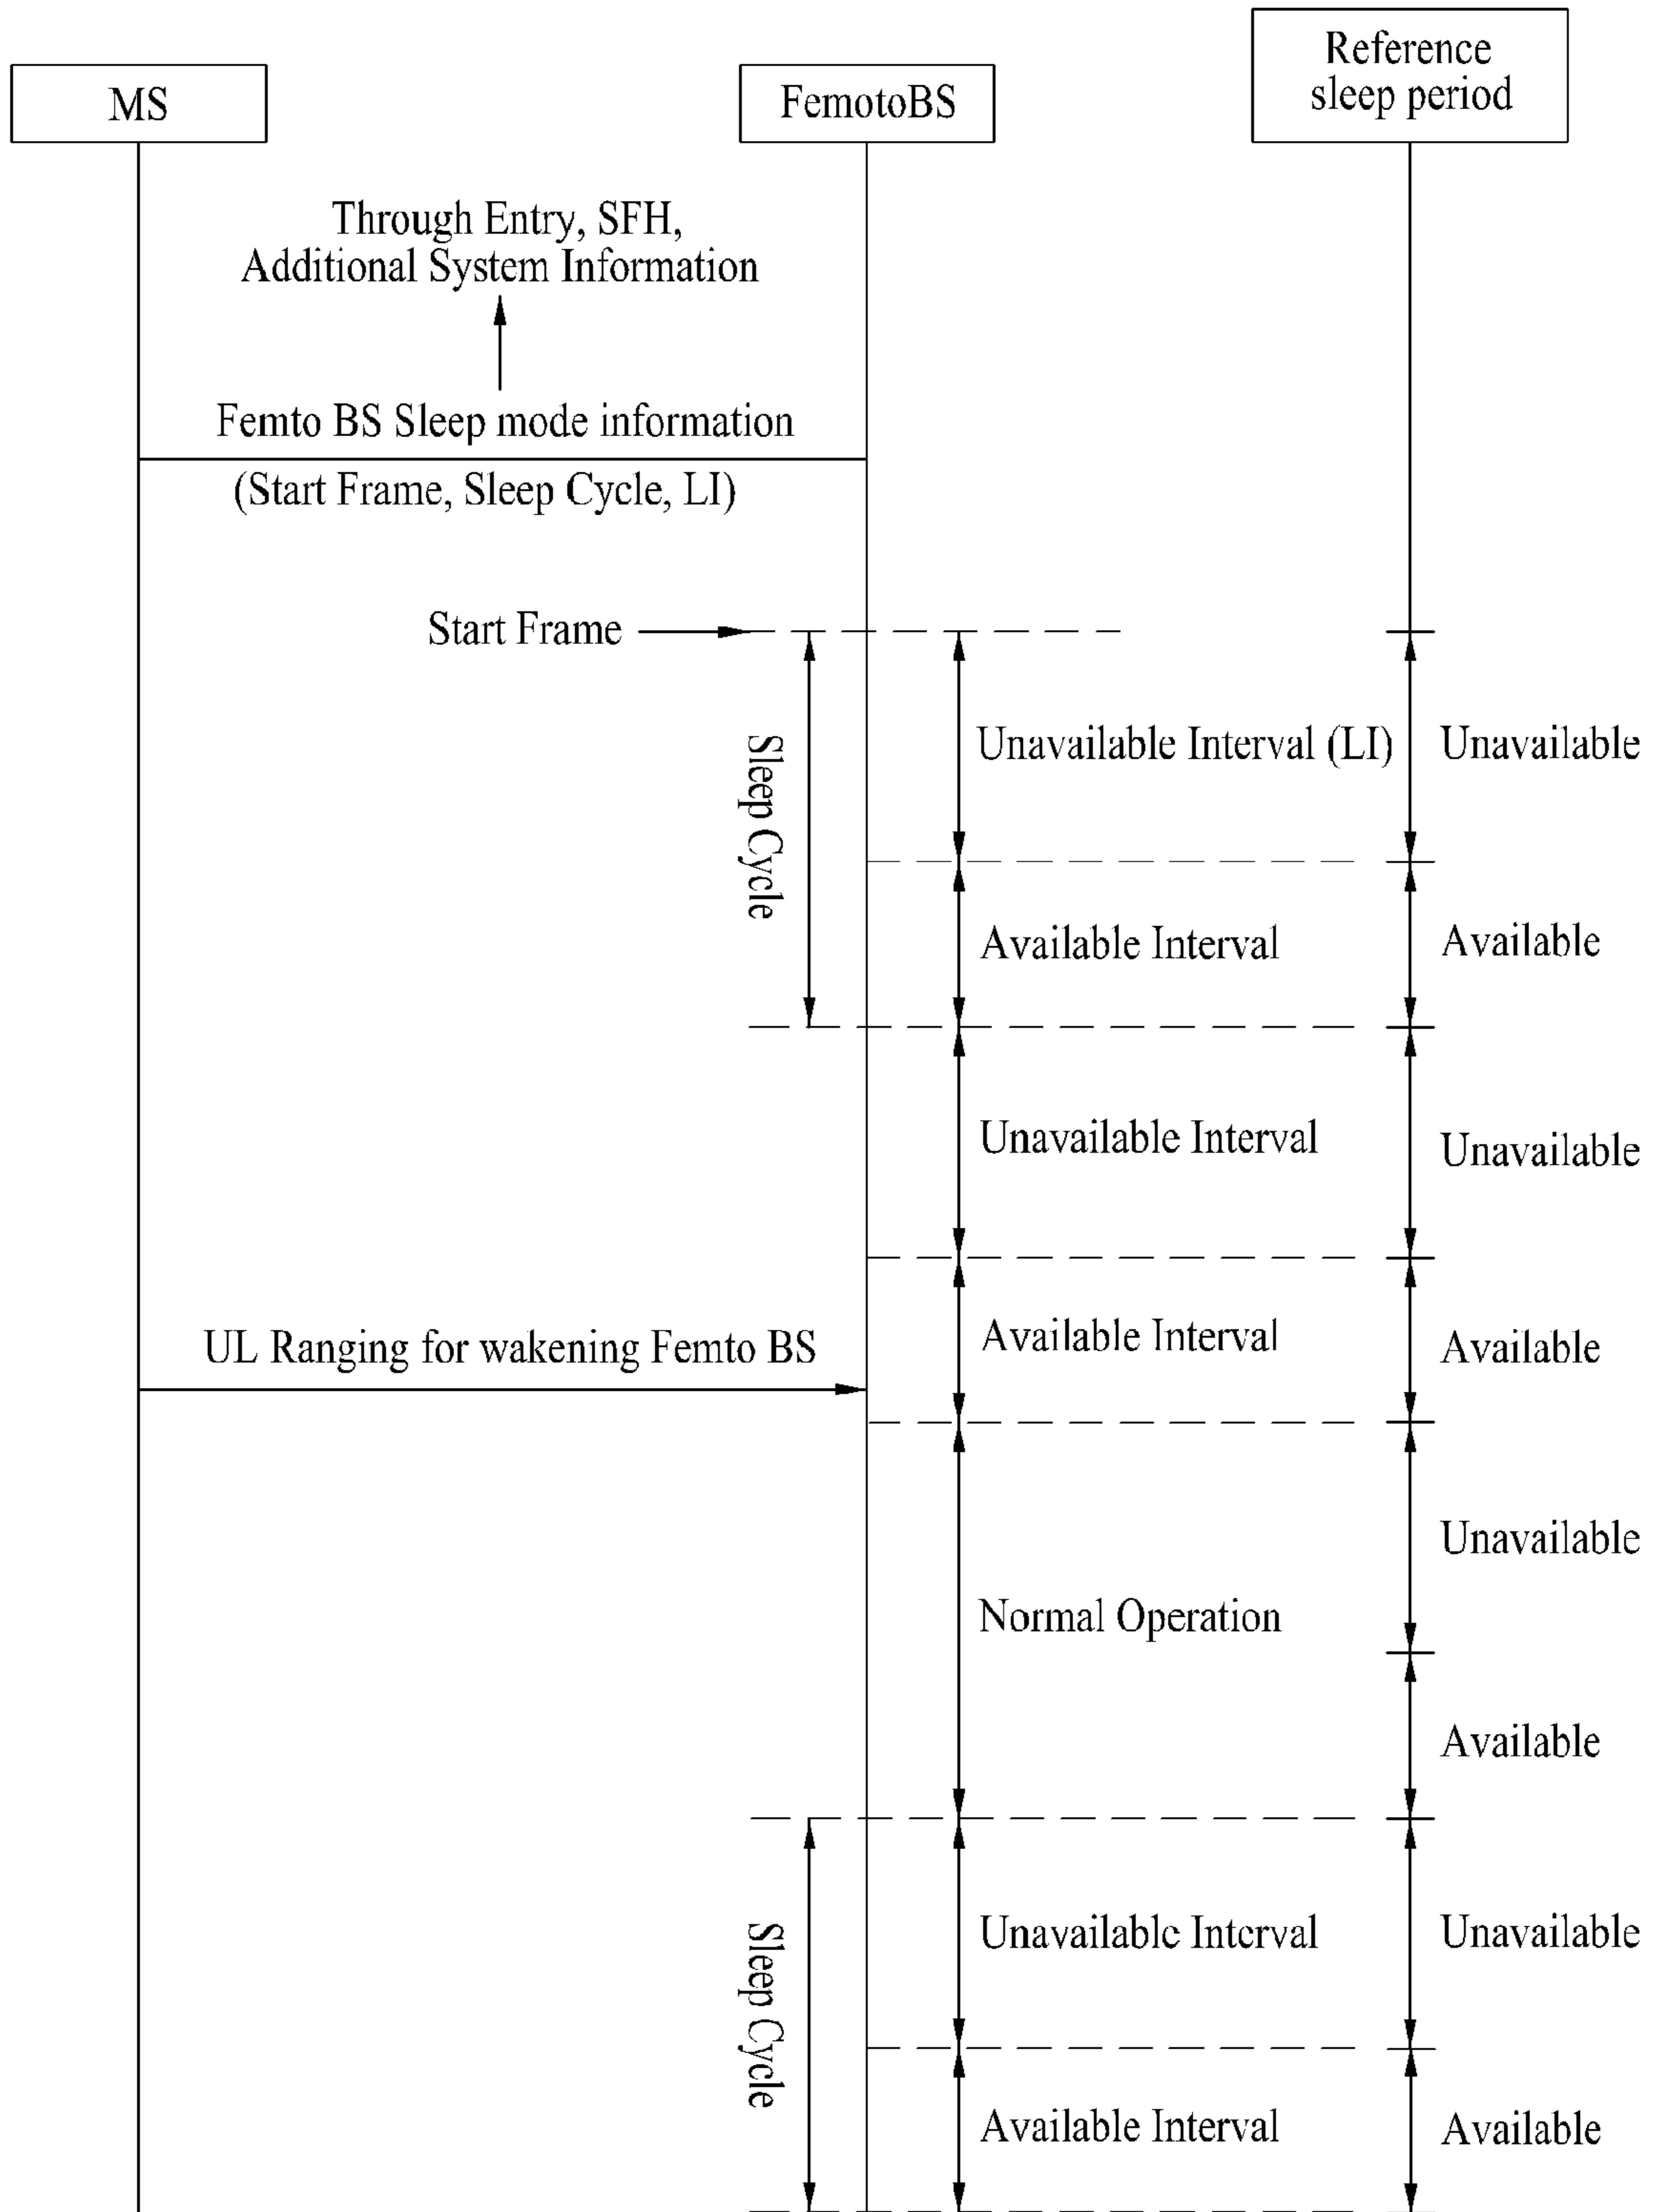 MS
FemotoBS
Reference
sleep period
Through Entry, SFH,
Additional System Information
Femto BS Sleep mode information
(Start Frame, Sleep Cycle, LI)
Start Frame
Sleep Cycle
Unavailable Interval (LI)
Unavailable
Available Interval
Available
Unavailable Interval
Unavailable
UL Ranging for wakening Femto BS
Available Interval
Available
Unavailable
Normal Operation
Available
Sleep Cycle
Unavailable Interval
Unavailable
Available Interval
Available